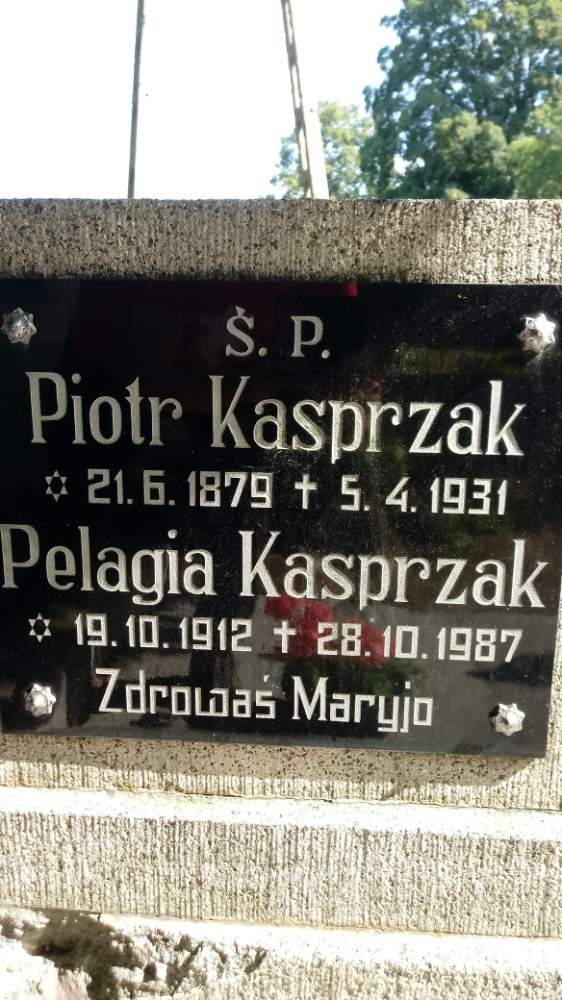 Ś. P.
Piotr Kasprzak
✡ 21. 6. 1879 ✝ 5. 4. 1931
Pelagia Kasprzak
✡ 19. 10. 1912 ✝ 28. 10. 1987
Zdrowaś Maryjo